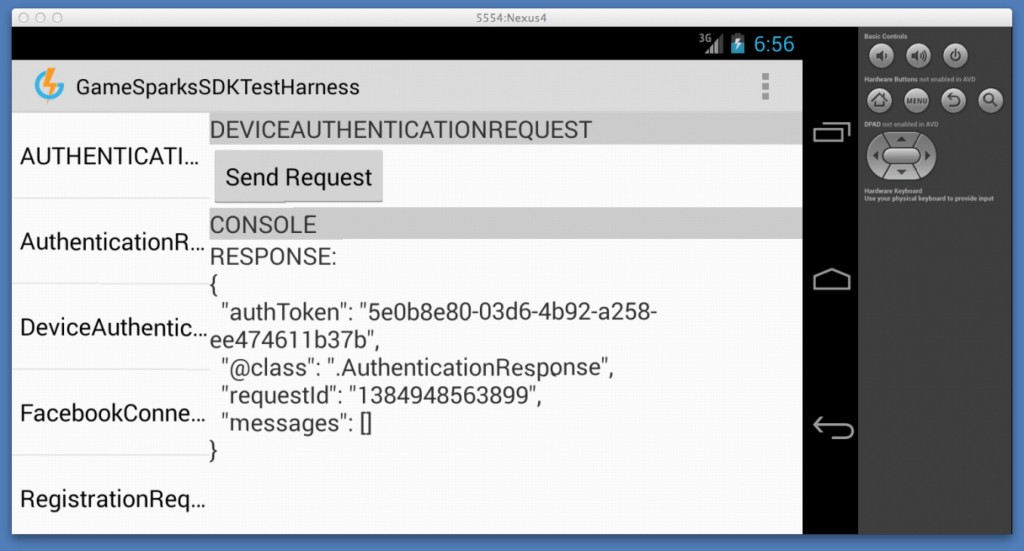 5554:Nexus4
3G 6:56
GameSparksSDKTestHarness
AUTHENTICATI...
AuthenticationR...
DeviceAuthentic...
FacebookConne...
RegistrationReq...
DEVICEAUTHENTICATIONREQUEST
Send Request
CONSOLE
RESPONSE:
{
"authToken": "5e0b8e80-03d6-4b92-a258-
ee474611b37b",
"@class": ".AuthenticationResponse",
"requestId": "1384948563899",
"messages": []
}
Basic Controls
Hardware Buttons not enabled in AVD
MENU
DPAD not enabled in AVD
Hardware Keyboard
Use your physical keyboard to provide input